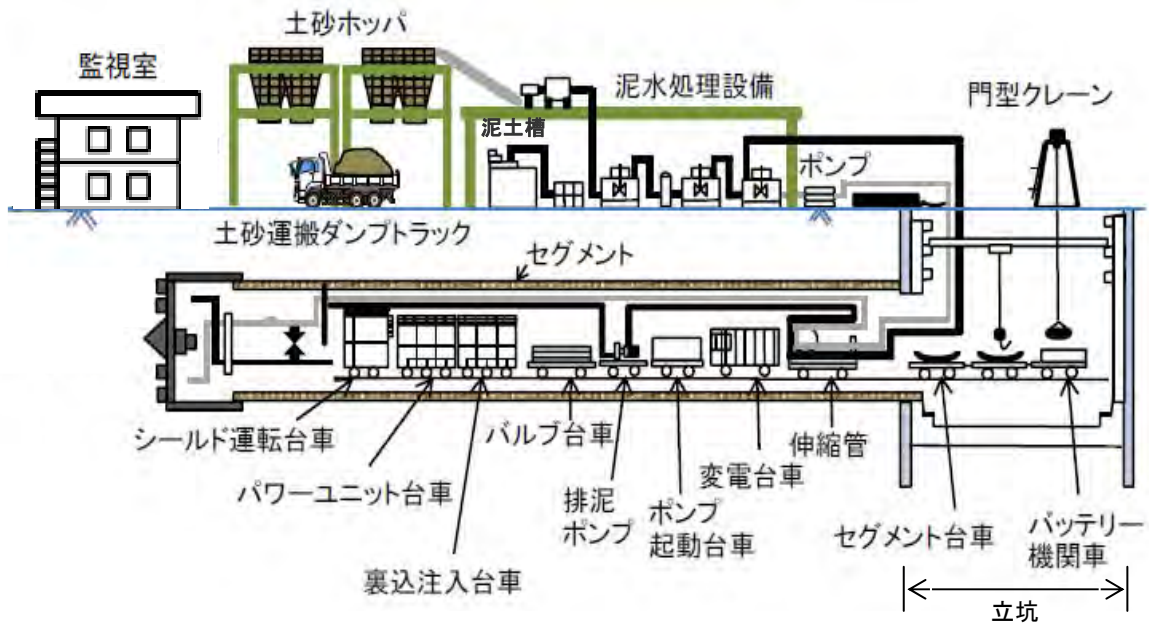 土砂ホッパ
監視室
泥水処理設備
門型クレーン
泥土槽
ポンプ
土砂運搬ダンプトラック
セグメント
シールド運転台車
バルブ台車
伸縮管
パワーユニット台車
排泥
ポンプ
ポンプ
起動台車
変電台車
セグメント台車
バッテリー
機関車
裏込注入台車
立坑